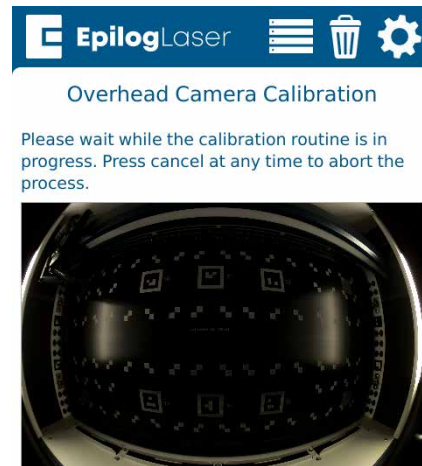 EpilogLaser
Overhead Camera Calibration
Please wait while the calibration routine is in
progress. Press cancel at any time to abort the
process.